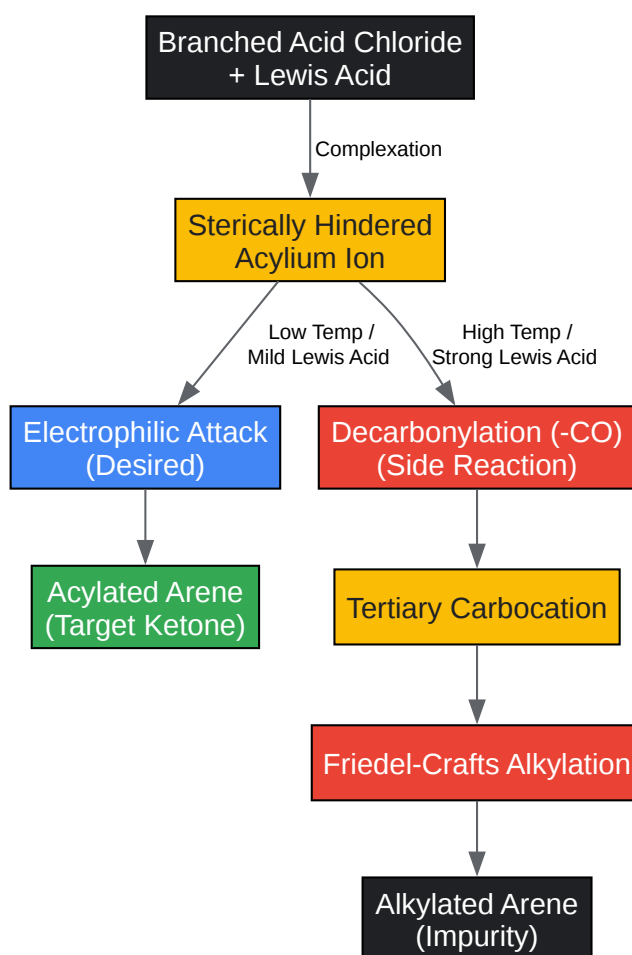 Branched Acid Chloride
+ Lewis Acid
Complexation
Sterically Hindered
Acylium Ion
Low Temp /
Mild Lewis Acid
High Temp /
Strong Lewis Acid
Electrophilic Attack
(Desired)
Decarbonylation (-CO)
(Side Reaction)
Acylated Arene
(Target Ketone)
Tertiary Carbocation
Friedel-Crafts Alkylation
Alkylated Arene
(Impurity)